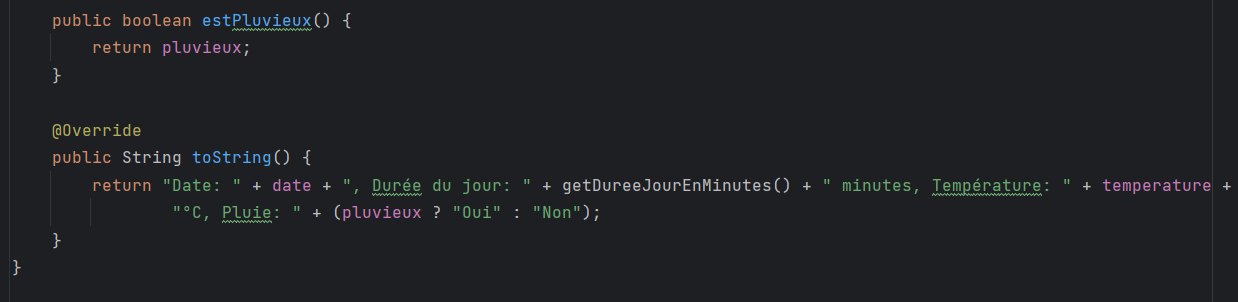 public boolean estPluvieux() {
return pluvieux;
}
@Override
public String toString() {
return "Date: " + date + ", Durée du jour: " + getDureeJourEnMinutes() + " minutes, Température: " + temperature +
"°C, Pluie: " + (pluvieux ? "Oui" : "Non");
}
}